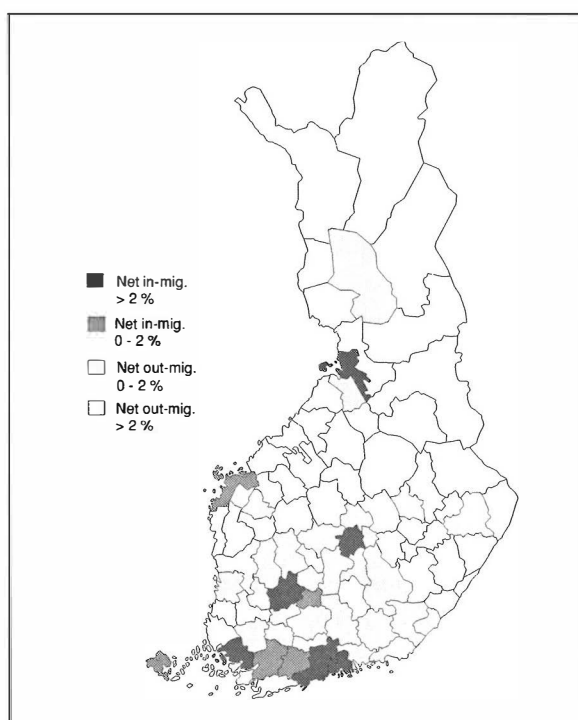 Net in-mig.
> 2 %
Net in-mig.
0 - 2 %
Net out-mig.
0 - 2 %
Net out-mig.
> 2 %